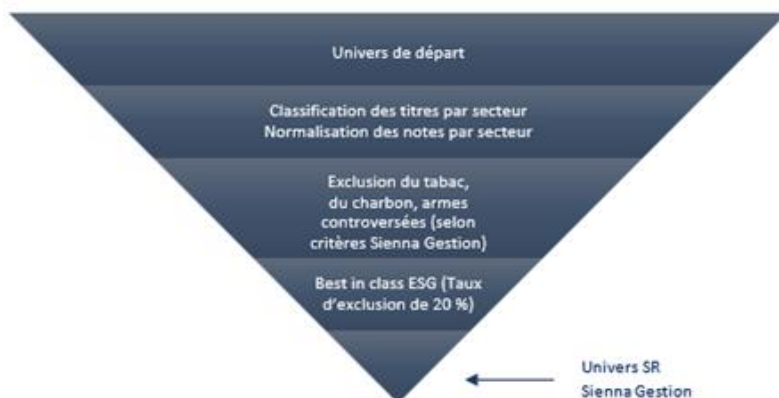 Univers de départ
Classification des titres par secteur
Normalisation des notes par secteur
Exclusion du tabac,
du charbon, armes
controversées (selon
critères Sienna Gestion)
Best in class ESG (Taux
d'exclusion de 20 %)
Univers SR
Sienna Gestion